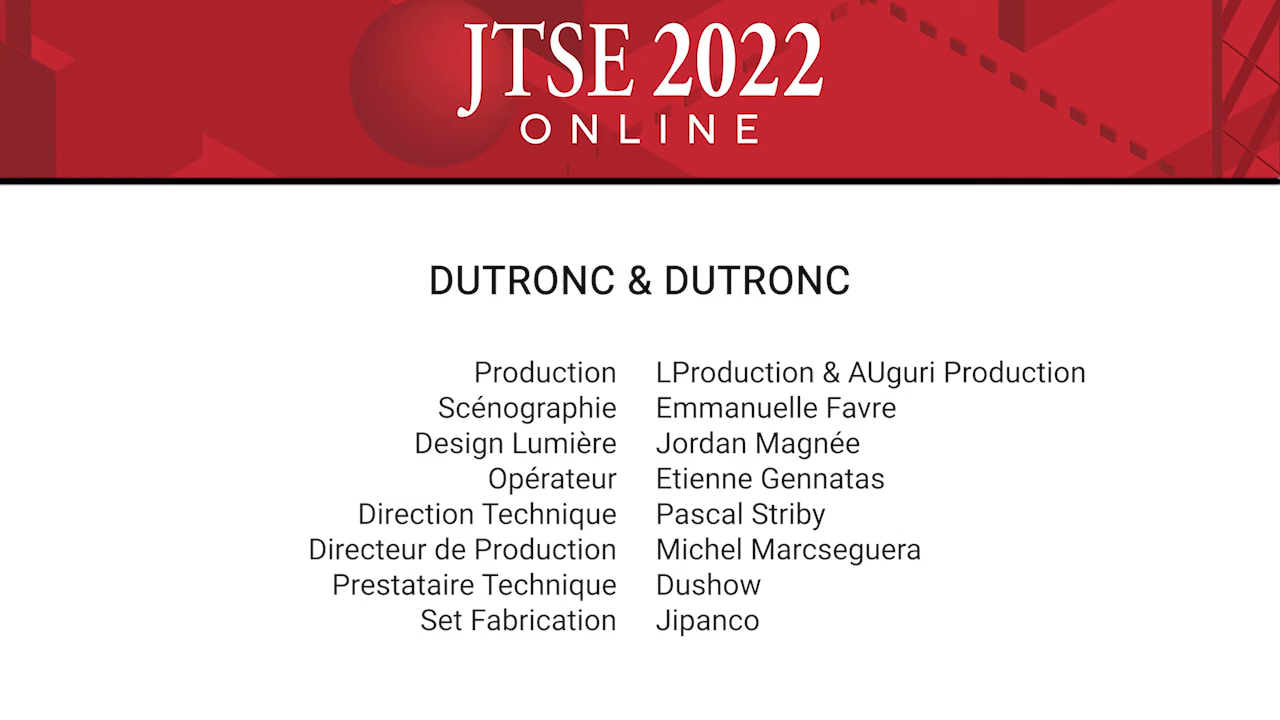 JTSE 2022
ONLINE
DUTRONC & DUTRONC
Production LProduction & AUguri Production
Scénographie Emmanuelle Favre
Design Lumière Jordan Magnée
Opérateur Etienne Gennatas
Direction Technique Pascal Striby
Directeur de Production Michel Marcseguera
Prestataire Technique Dushow
Set Fabrication Jipanco